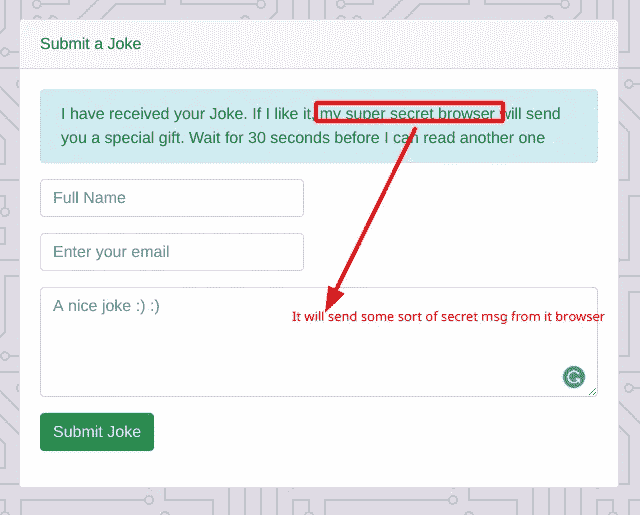 Submit a Joke
I have received your Joke. If I like it, my super secret browser will send
you a special gift. Wait for 30 seconds before I can read another one
Full Name
Enter your email
A nice joke :) :)
It will send some sort of secret msg from it browser
Submit Joke